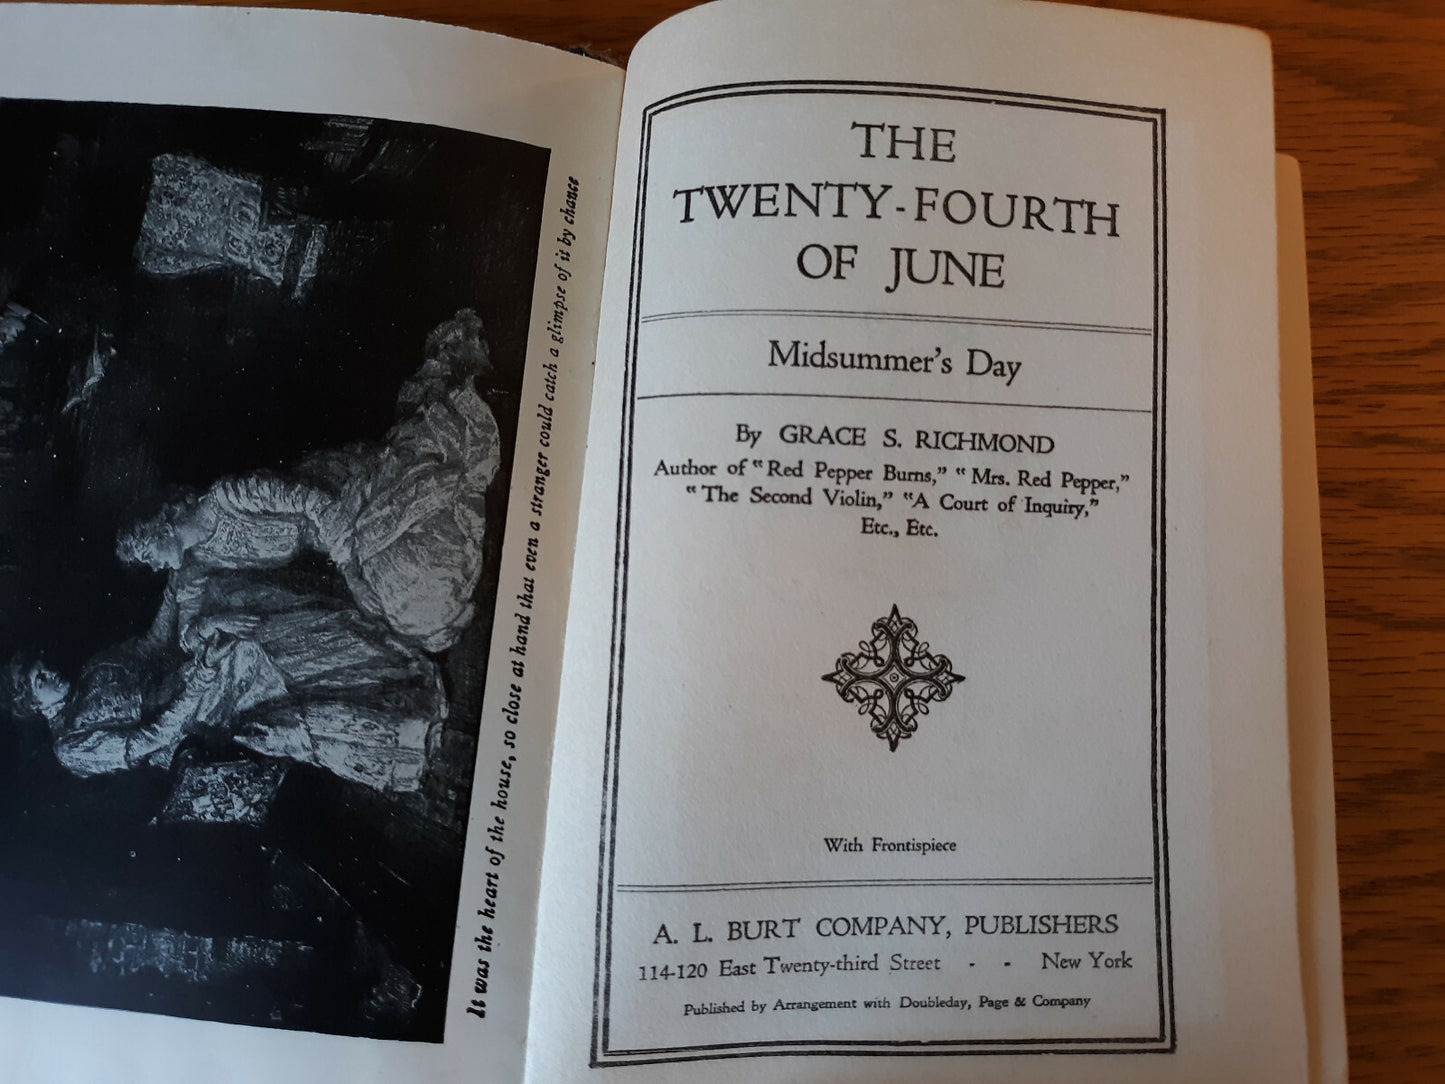 It was the heart of the house, so close at hand that even a stranger could catch a glimpse of it by chance
THE
TWENTY-FOURTH
OF JUNE
Midsummer's Day
By GRACE S. RICHMOND
Author of "Red Pepper Burns," "Mrs. Red Pepper,"
"The Second Violin," "A Court of Inquiry,"
Etc., Etc.
With Frontispiece
A. L. BURT COMPANY, PUBLISHERS
114-120 East Twenty-third Street - - New York
Published by Arrangement with Doubleday, Page & Company